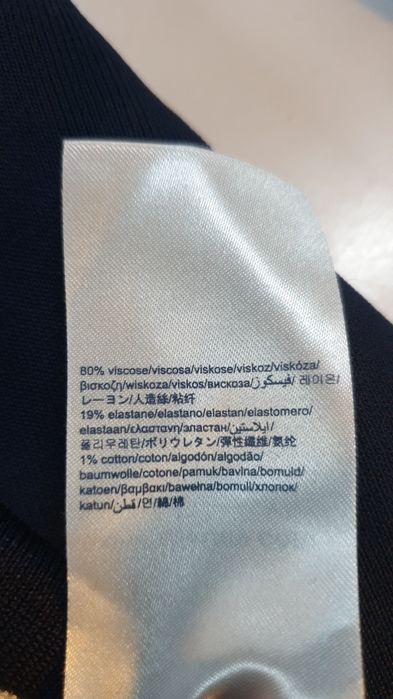 80% viscose/viscosa/viskose/viskoz/viskóza/
βισκοζη/wiskoza/viskos/вискоза/فيسكوز/ 레이온/
レーヨン/人造絲/粘纤
19% elastane/elastano/elastan/elastomero/
elastaan/ελαστανη/эластан/ايلاستين/
폴리우레탄/ポリウレタン/彈性纖維/氨纶
1% cotton/coton/algodón/algodão/
baumwolle/cotone/pamuk/bavlna/bomuld/
katoen/βαμβακι/bawełna/bomull/хлопок/
katun/قطن/면/綿/棉